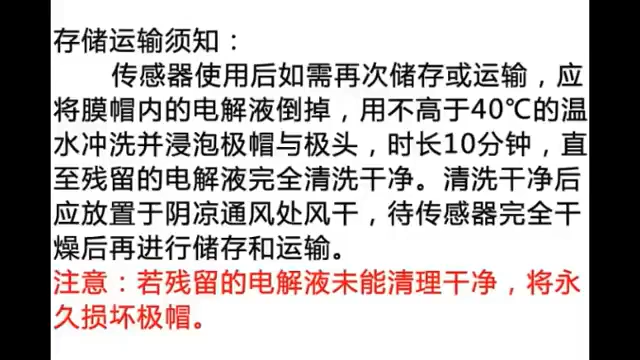 存储运输须知：
传感器使用后如需再次储存或运输，应
将膜帽内的电解液倒掉，用不高于40℃的温
水冲洗并浸泡极帽与极头，时长10分钟，直
至残留的电解液完全清洗干净。清洗干净后
应放置于阴凉通风处风干，待传感器完全干
燥后再进行储存和运输。
注意：若残留的电解液未能清理干净，将永
久损坏极帽。